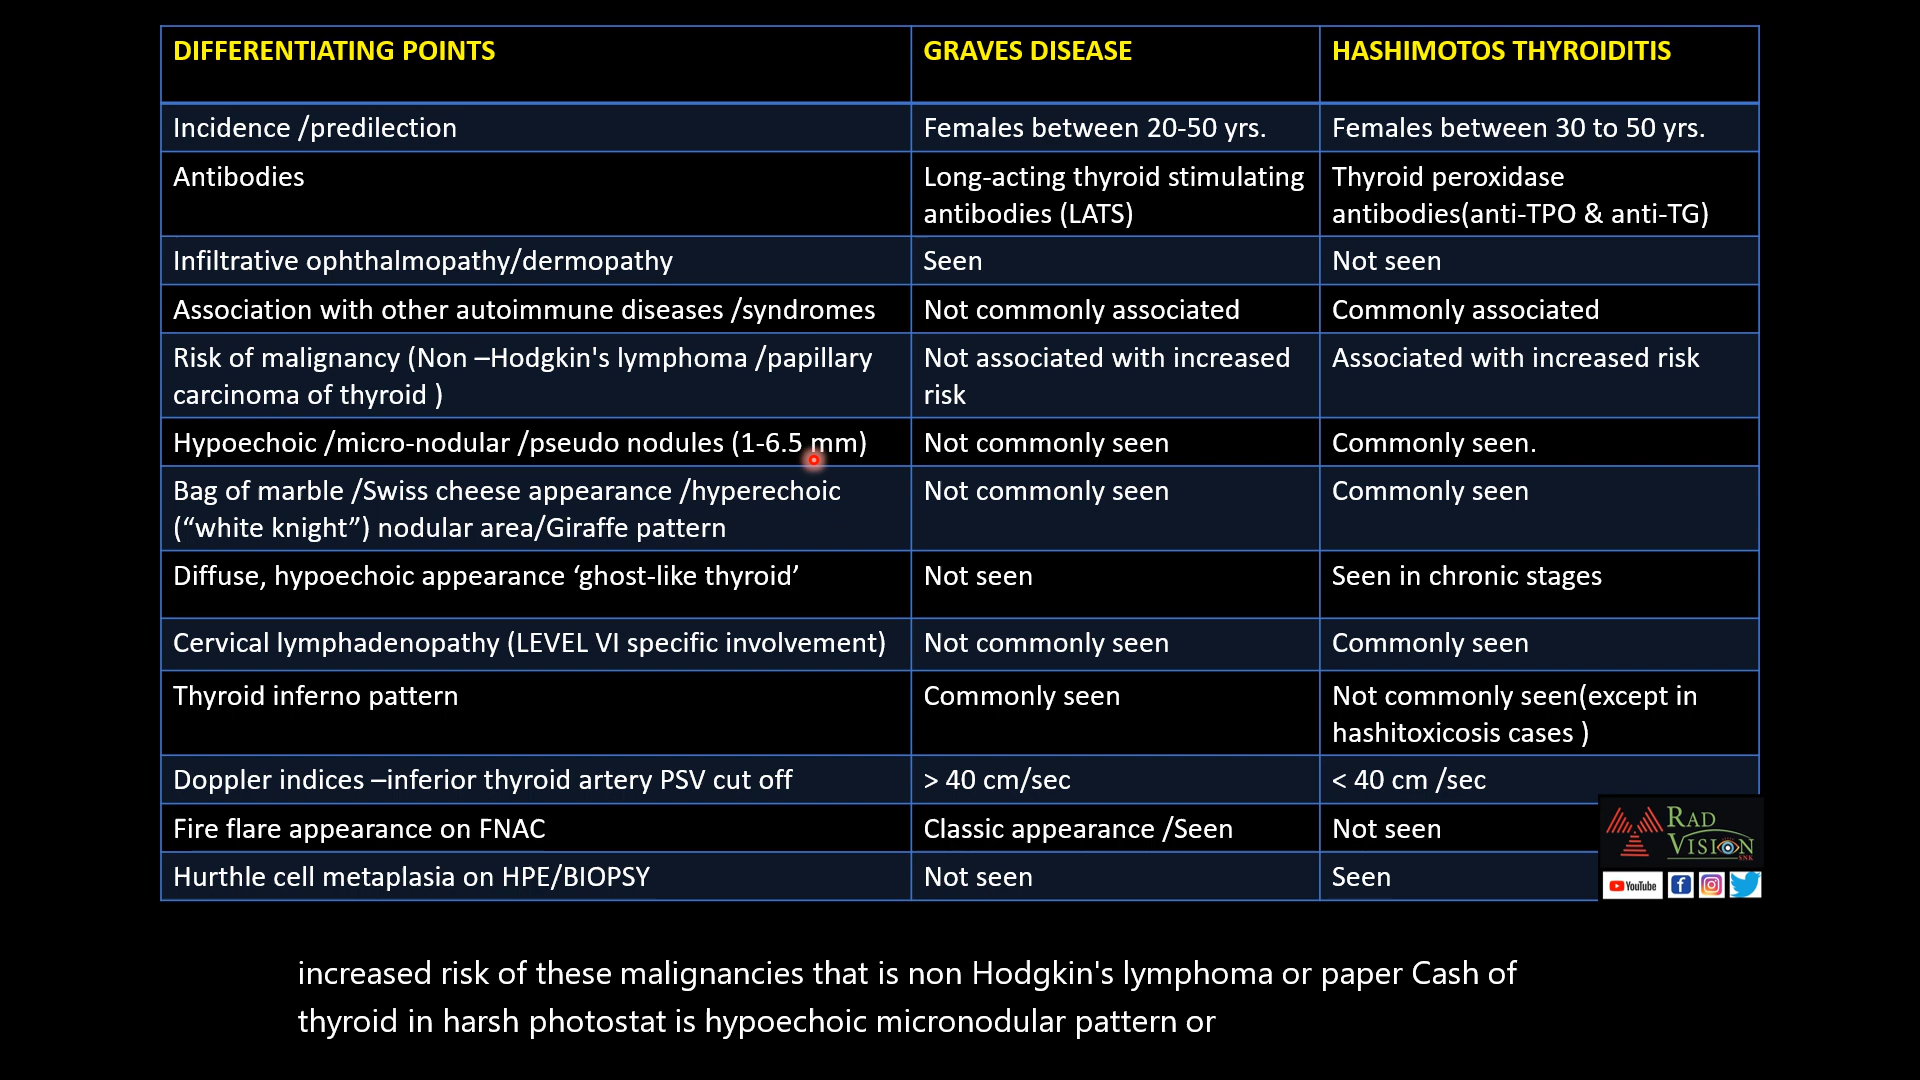 DIFFERENTIATING POINTS GRAVES DISEASE HASHIMOTOS THYROIDITIS
Incidence /predilection Females between 20-50 yrs. Females between 30 to 50 yrs.
Antibodies Long-acting thyroid stimulating Thyroid peroxidase
antibodies (LATS) antibodies(anti-TPO & anti-TG)
Infiltrative ophthalmopathy/dermopathy Seen Not seen
Association with other autoimmune diseases /syndromes Not commonly associated Commonly associated
Risk of malignancy (Non –Hodgkin's lymphoma /papillary Not associated with increased Associated with increased risk
carcinoma of thyroid ) risk
Hypoechoic /micro-nodular /pseudo nodules (1-6.5 mm) Not commonly seen Commonly seen.
Bag of marble /Swiss cheese appearance /hyperechoic Not commonly seen Commonly seen
(“white knight”) nodular area/Giraffe pattern
Diffuse, hypoechoic appearance ‘ghost-like thyroid’ Not seen Seen in chronic stages
Cervical lymphadenopathy (LEVEL VI specific involvement) Not commonly seen Commonly seen
Thyroid inferno pattern Commonly seen Not commonly seen(except in
hashitoxicosis cases )
Doppler indices –inferior thyroid artery PSV cut off > 40 cm/sec < 40 cm /sec
Fire flare appearance on FNAC Classic appearance /Seen Not seen
Hurthle cell metaplasia on HPE/BIOPSY Not seen Seen
RAD
VISION
SNK
YouTube
increased risk of these malignancies that is non Hodgkin's lymphoma or paper Cash of
thyroid in harsh photostat is hypoechoic micronodular pattern or